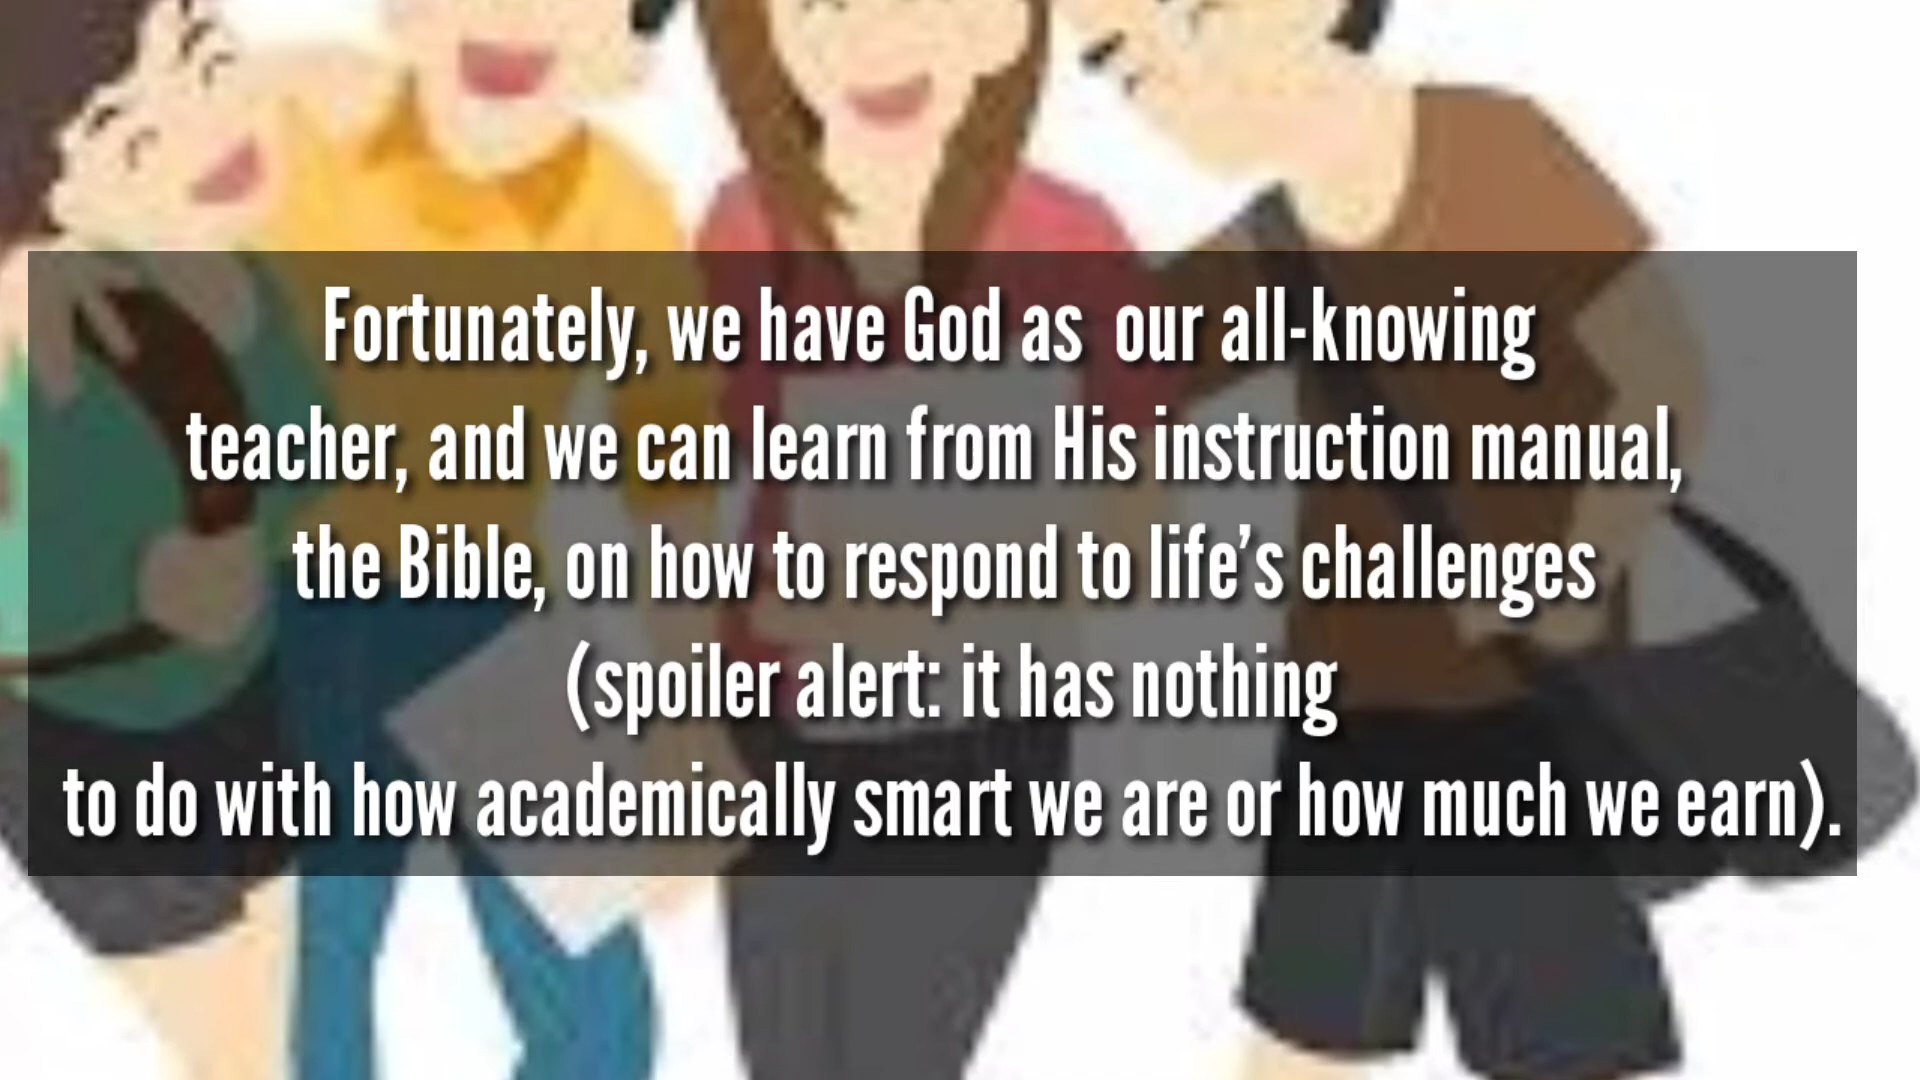 Fortunately, we have God as  our all-knowing
teacher, and we can learn from His instruction manual,
the Bible, on how to respond to life’s challenges
(spoiler alert: it has nothing
to do with how academically smart we are or how much we earn).